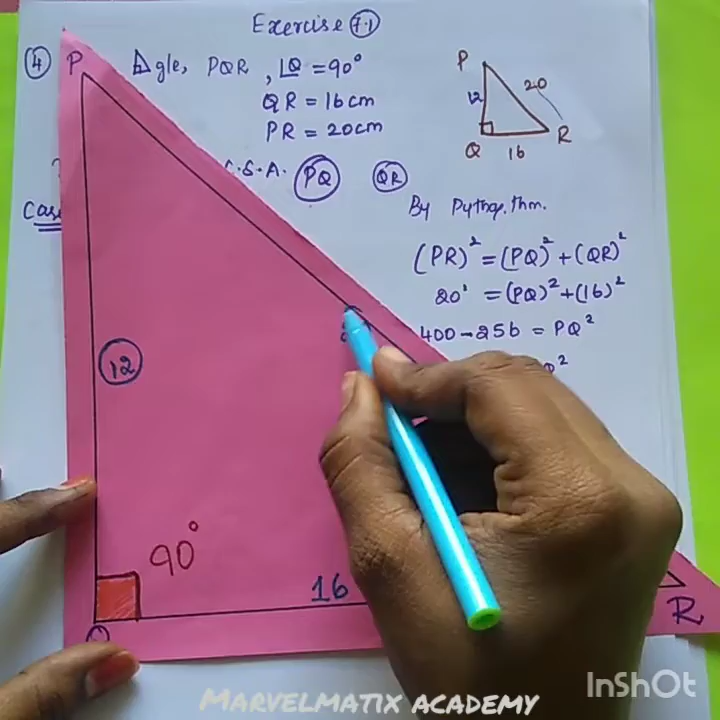 Exercise 7.1
4 P Δgle, PQR, ∟Q = 90°
QR = 16cm
PR = 20cm
C.S.A. PQ QR
Case
P
12 20
Q 16 R
By Pythag. thm.
(PR)² = (PQ)² + (QR)²
20² = (PQ)² + (16)²
400 - 256 = PQ²
12
90°
16
Q
R
MARVELMATIX ACADEMY
InShOt